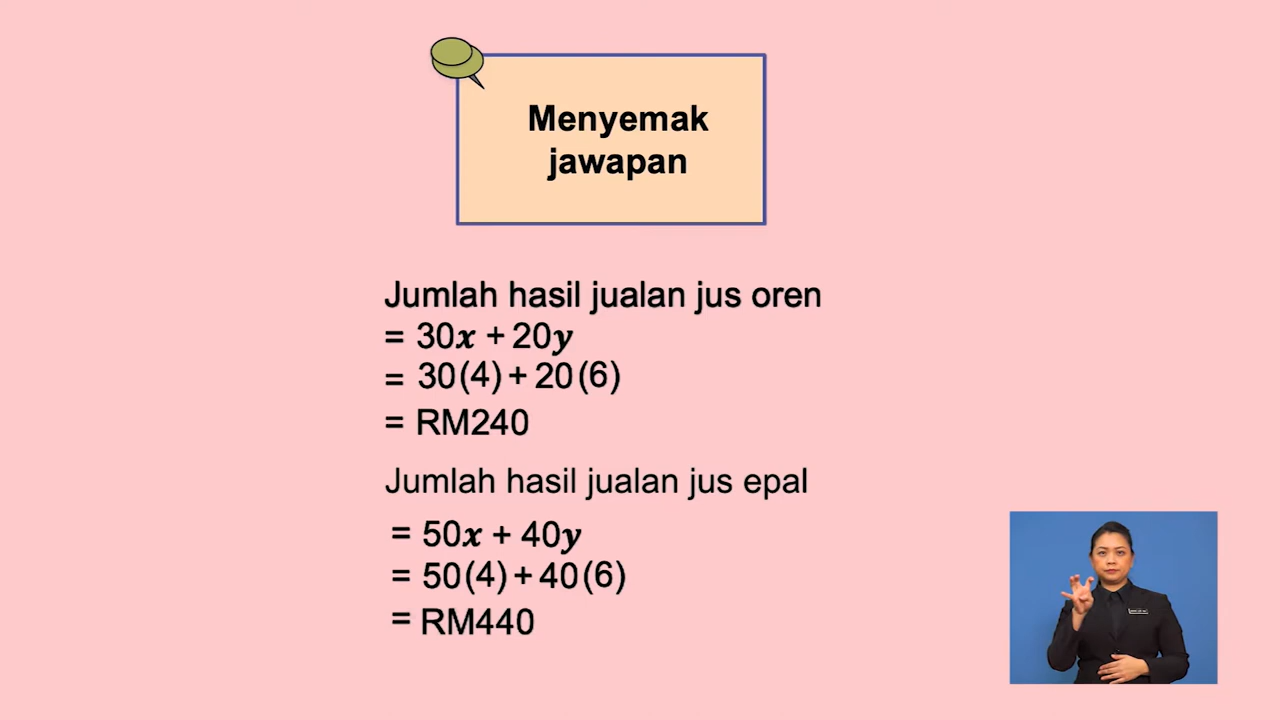 Menyemak
jawapan
Jumlah hasil jualan jus oren
= 30x + 20y
= 30(4) + 20(6)
= RM240
Jumlah hasil jualan jus epal
= 50x + 40y
= 50(4) + 40(6)
= RM440